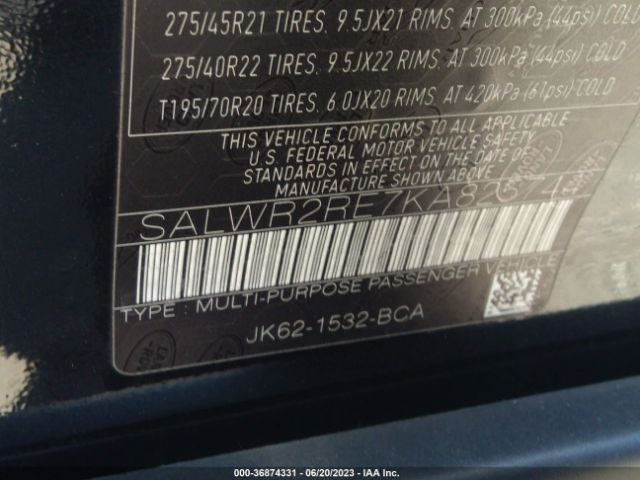 275/45R21 TIRES. 9.5JX21 RIMS. AT 300kPa (44psi) COLD
275/40R22 TIRES. 9.5JX22 RIMS. AT 300kPa (44psi) COLD
T195/70R20 TIRES. 6.0JX20 RIMS. AT 420kPa (61psi) COLD
THIS VEHICLE CONFORMS TO ALL APPLICABLE
U.S. FEDERAL MOTOR VEHICLE SAFETY
STANDARDS IN EFFECT ON THE DATE OF
MANUFACTURE SHOWN ABOVE.
TYPE: MULTI-PURPOSE PASSENGER VEHICLE
JK62-1532-BCA
000-36874331 - 06/20/2023 - IAA Inc.